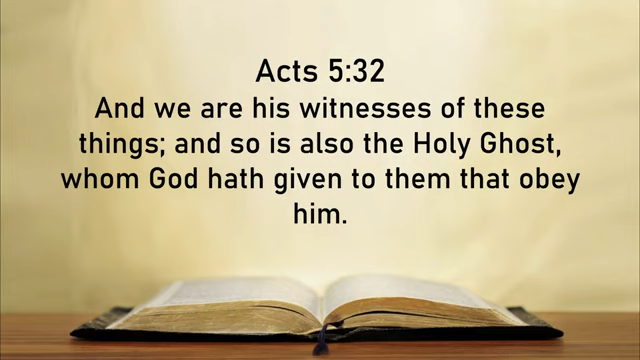 Acts 5:32
And we are his witnesses of these
things; and so is also the Holy Ghost,
whom God hath given to them that obey
him.